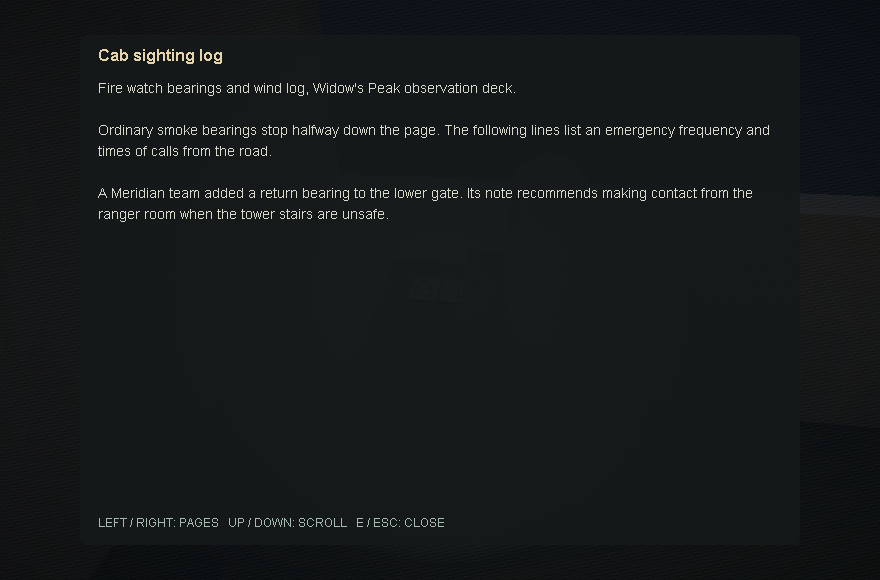 Cab sighting log
Fire watch bearings and wind log, Widow's Peak observation deck.
Ordinary smoke bearings stop halfway down the page. The following lines list an emergency frequency and
times of calls from the road.
A Meridian team added a return bearing to the lower gate. Its note recommends making contact from the
ranger room when the tower stairs are unsafe.
LEFT / RIGHT: PAGES   UP / DOWN: SCROLL   E / ESC: CLOSE